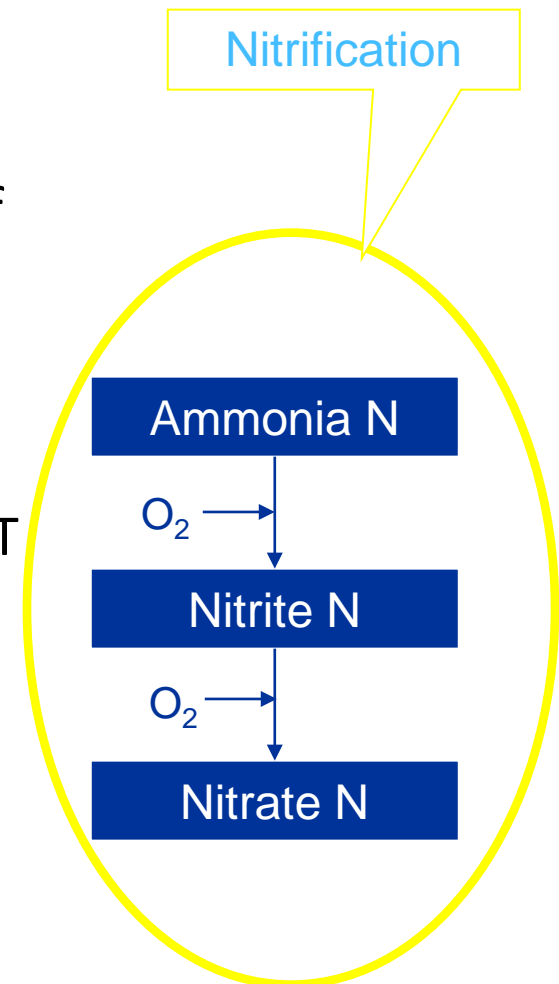 Nitrification
Ammonia N
O₂
T
Nitrite N
O₂
Nitrate N